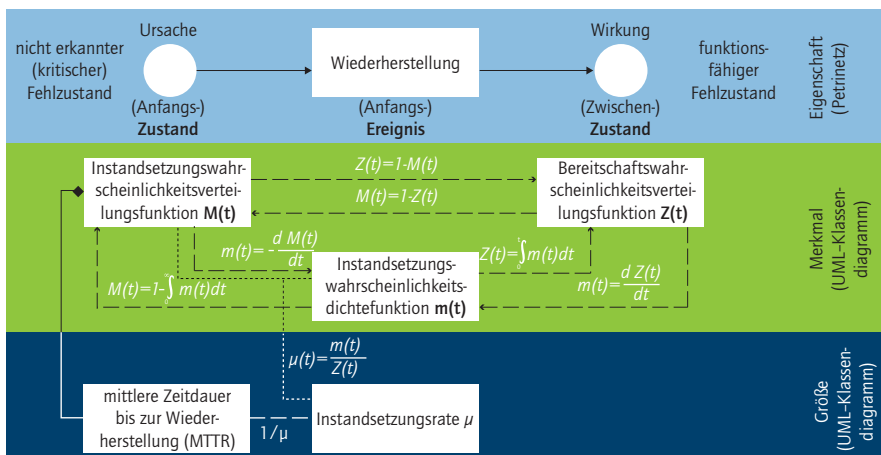 Ursache
Wirkung
nicht erkannter
(kritischer)
Fehlzustand
Wiederherstellung
funktions-
fähiger
Fehlzustand
(Anfangs-)
Zustand
(Anfangs-)
Ereignis
(Zwischen-)
Zustand
Eigenschaft
(Petrinetz)
Instandsetzungswahr-
scheinlichkeitsvertei-
lungsfunktion M(t)
Z(t)=1-M(t)
M(t)=1-Z(t)
Bereitschaftswahr-
scheinlichkeitsvertei-
lungsfunktion Z(t)
m(t)=-d M(t)/dt
Z(t)=∫₀ᵗm(t)dt
M(t)=1-∫₀^∞ m(t)dt
Instandsetzungs-
wahrscheinlichkeits-
dichtefunktion m(t)
m(t)=d Z(t)/dt
Merkmal
(UML-Klassen-
diagramm)
μ(t)=m(t)/Z(t)
mittlere Zeitdauer
bis zur Wieder-
herstellung (MTTR)
1/μ
Instandsetzungsrate μ
Größe
(UML-Klassen-
diagramm)